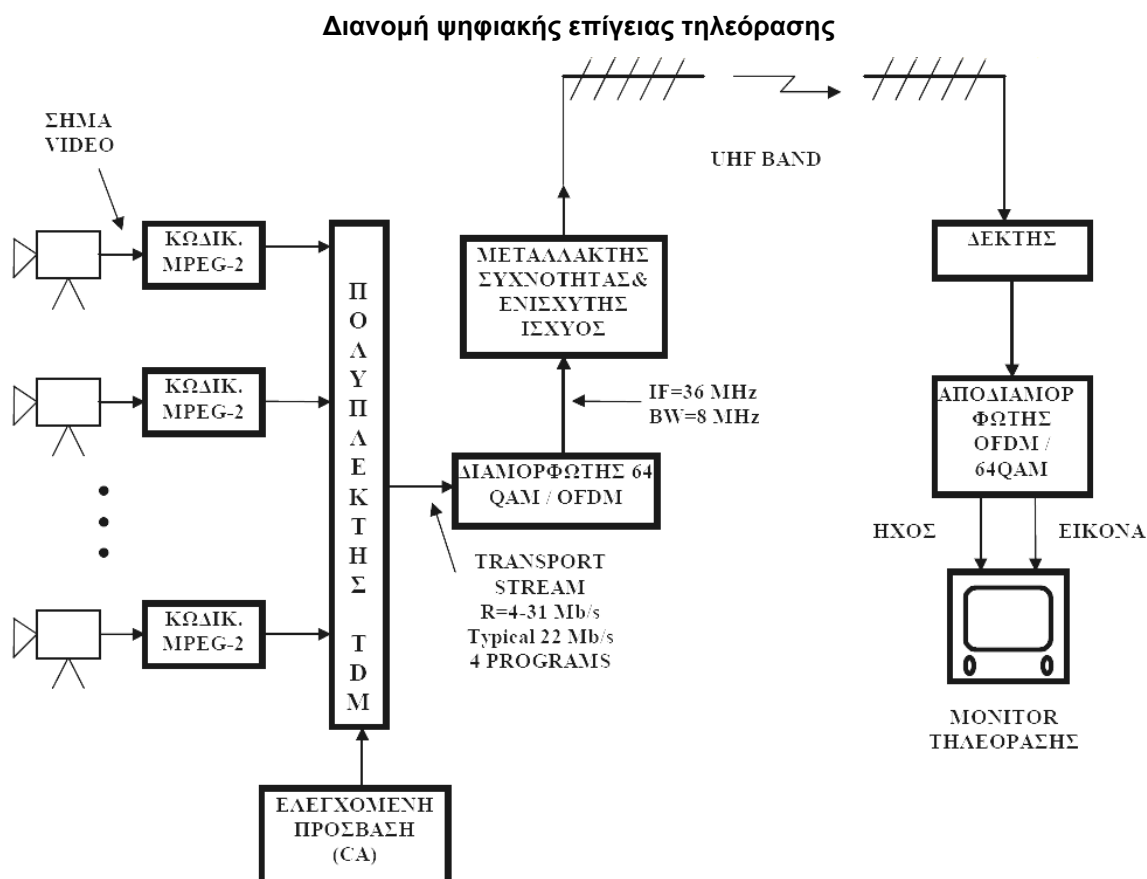 Διανομή ψηφιακής επίγειας τηλεόρασης
ΣΗΜΑ
VIDEO
UHF BAND
ΚΩΔΙΚ.
MPEG-2
ΚΩΔΙΚ.
MPEG-2
ΚΩΔΙΚ.
MPEG-2
ΠΟΛΥΠΛΕΚΤΗΣ TDM
ΕΛΕΓΧΟΜΕΝΗ
ΠΡΟΣΒΑΣΗ
(CA)
ΜΕΤΑΛΛΑΚΤΗΣ
ΣΥΧΝΟΤΗΤΑΣ&
ΕΝΙΣΧΥΤΗΣ
ΙΣΧΥΟΣ
IF=36 MHz
BW=8 MHz
ΔΙΑΜΟΡΦΩΤΗΣ 64
QAM / OFDM
TRANSPORT
STREAM
R=4-31 Mb/s
Typical 22 Mb/s
4 PROGRAMS
ΔΕΚΤΗΣ
ΑΠΟΔΙΑΜΟΡ
ΦΩΤΗΣ
OFDM /
64QAM
ΗΧΟΣ
ΕΙΚΟΝΑ
MONITOR
ΤΗΛΕΟΡΑΣΗΣ